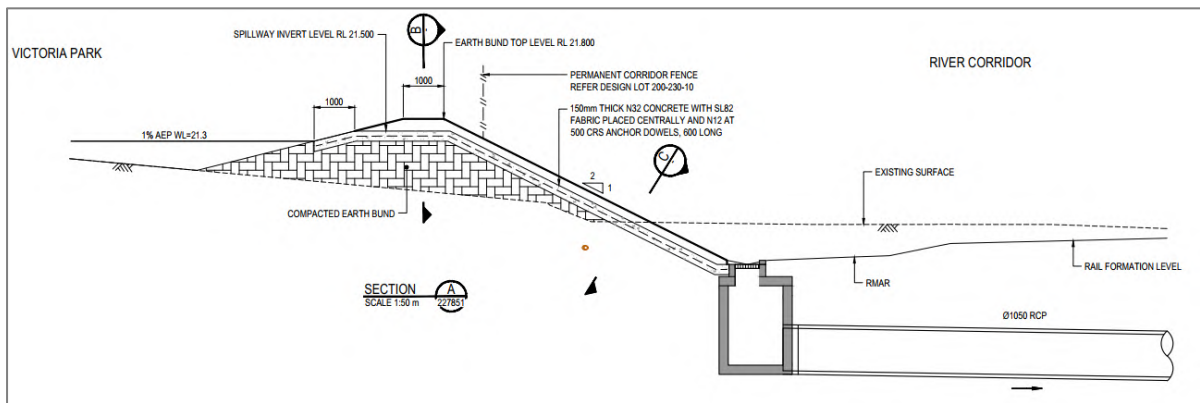 VICTORIA PARK
SPILLWAY INVERT LEVEL RL 21.500
B
EARTH BUND TOP LEVEL RL 21.800
RIVER CORRIDOR
1000
1000
PERMANENT CORRIDOR FENCE
REFER DESIGN LOT 200-230-10
150mm THICK N32 CONCRETE WITH SL82
FABRIC PLACED CENTRALLY AND N12 AT
500 CRS ANCHOR DOWELS, 600 LONG
1% AEP WL=21.3
C
2
1
EXISTING SURFACE
COMPACTED EARTH BUND
RAIL FORMATION LEVEL
RMAR
SECTION
A
SCALE 1:50 m
227851
Ø1050 RCP